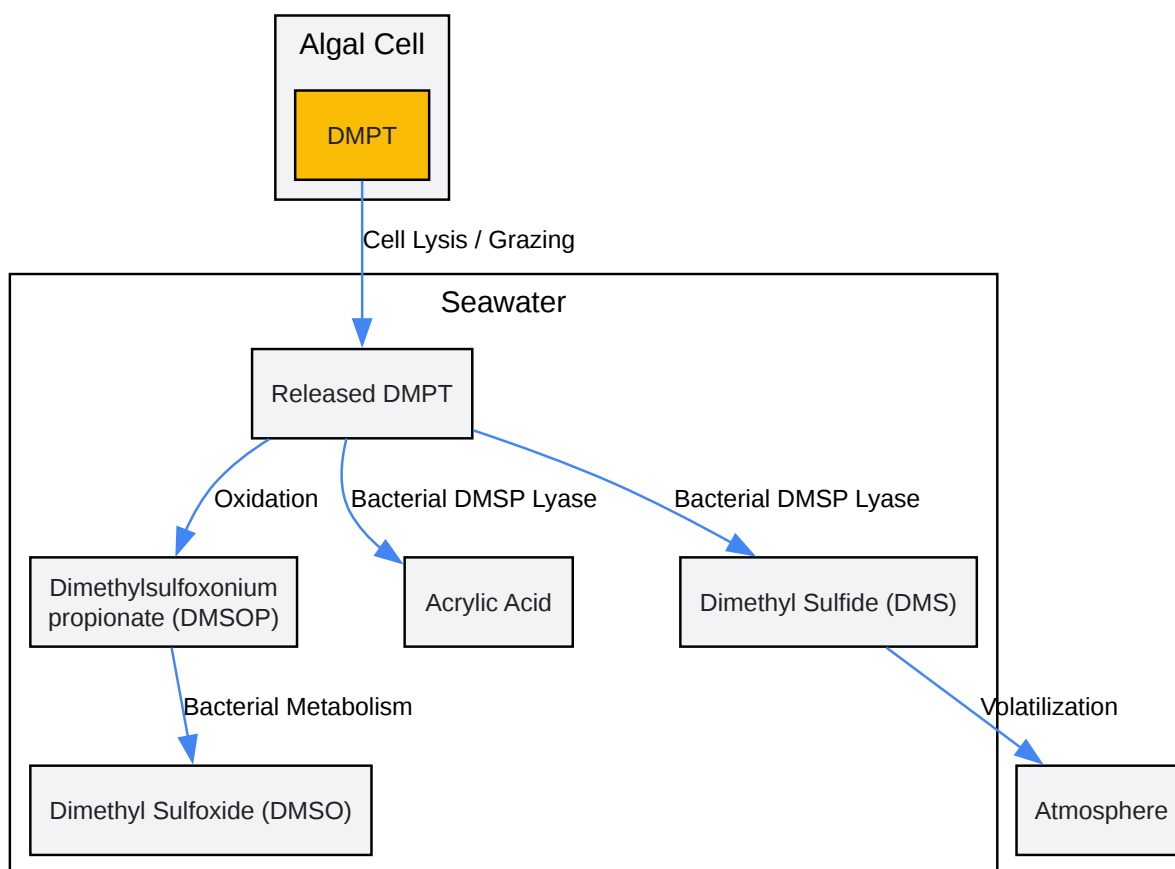 Algal Cell
DMPT
Cell Lysis / Grazing
Seawater
Released DMPT
Oxidation
Bacterial DMSP Lyase
Bacterial DMSP Lyase
Dimethylsulfoxonium
propionate (DMSOP)
Acrylic Acid
Dimethyl Sulfide (DMS)
Bacterial Metabolism
Volatilization
Dimethyl Sulfoxide (DMSO)
Atmosphere